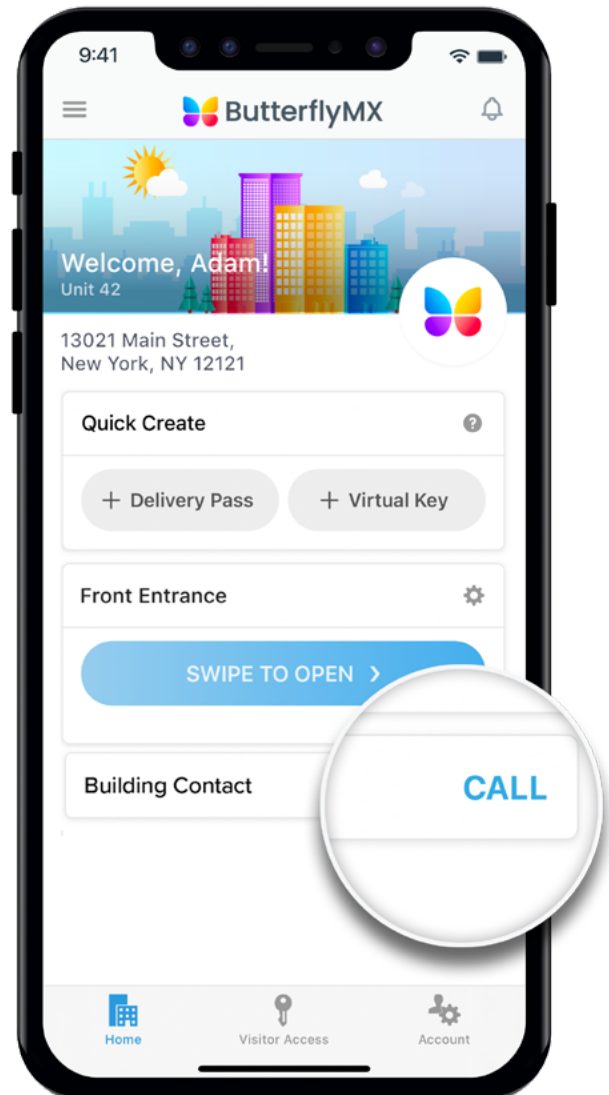 9:41
ButterflyMX
Welcome, Adam!
Unit 42
13021 Main Street,
New York, NY 12121
Quick Create
?
+ Delivery Pass
+ Virtual Key
Front Entrance
SWIPE TO OPEN >
Building Contact
CALL
Home
Visitor Access
Account